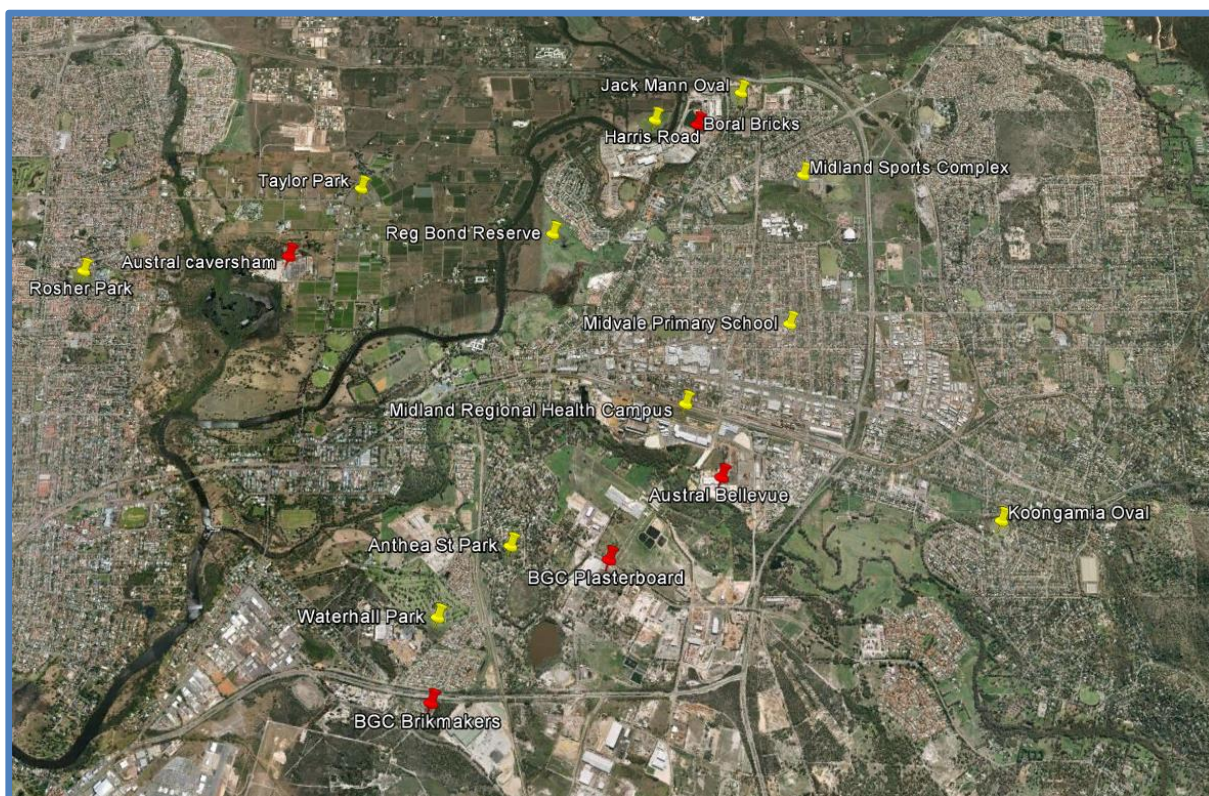 Jack Mann Oval
Boral Bricks
Harris Road
Midland Sports Complex
Taylor Park
Reg Bond Reserve
Austral caversham
Rosher Park
Midvale Primary School
Midland Regional Health Campus
Austral Bellevue
Koongamia Oval
Anthea St Park
BGC Plasterboard
Waterhall Park
BGC Brikmakers